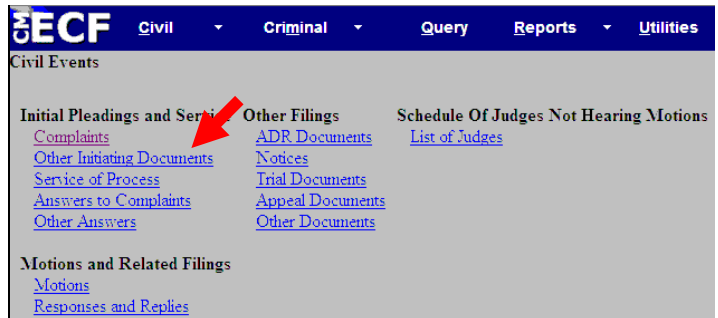 CM ECF Civil Criminal Query Reports Utilities
Civil Events
Initial Pleadings and Service Other Filings Schedule Of Judges Not Hearing Motions
Complaints ADR Documents List of Judges
Other Initiating Documents Notices
Service of Process Trial Documents
Answers to Complaints Appeal Documents
Other Answers Other Documents
Motions and Related Filings
Motions
Responses and Replies